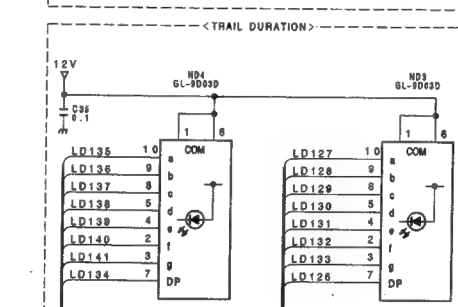 <TRAIL DURATION>
12V
ND4
GL-9D03D
ND3
GL-9D03D
C35
0.1
1 6
1 6
COM
COM
LD135 10 a
LD136 9 b
LD137 8 c
LD138 5 d
LD139 4 e
LD140 2 f
LD141 3 g
LD134 7 DP
LD127 10 a
LD128 9 b
LD129 8 c
LD130 5 d
LD131 4 e
LD132 2 f
LD133 3 g
LD126 7 DP